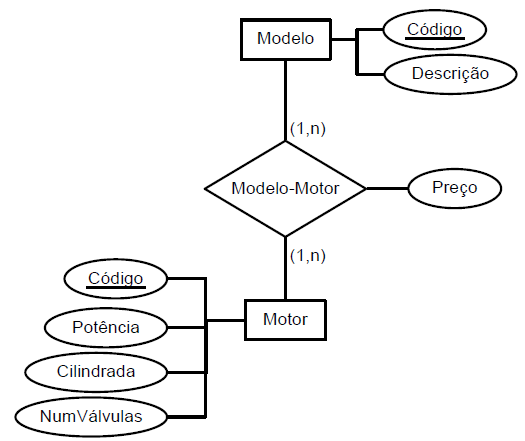 Modelo
Código
Descrição
(1,n)
Modelo-Motor
Preço
(1,n)
Código
Potência
Motor
Cilindrada
NumVálvulas